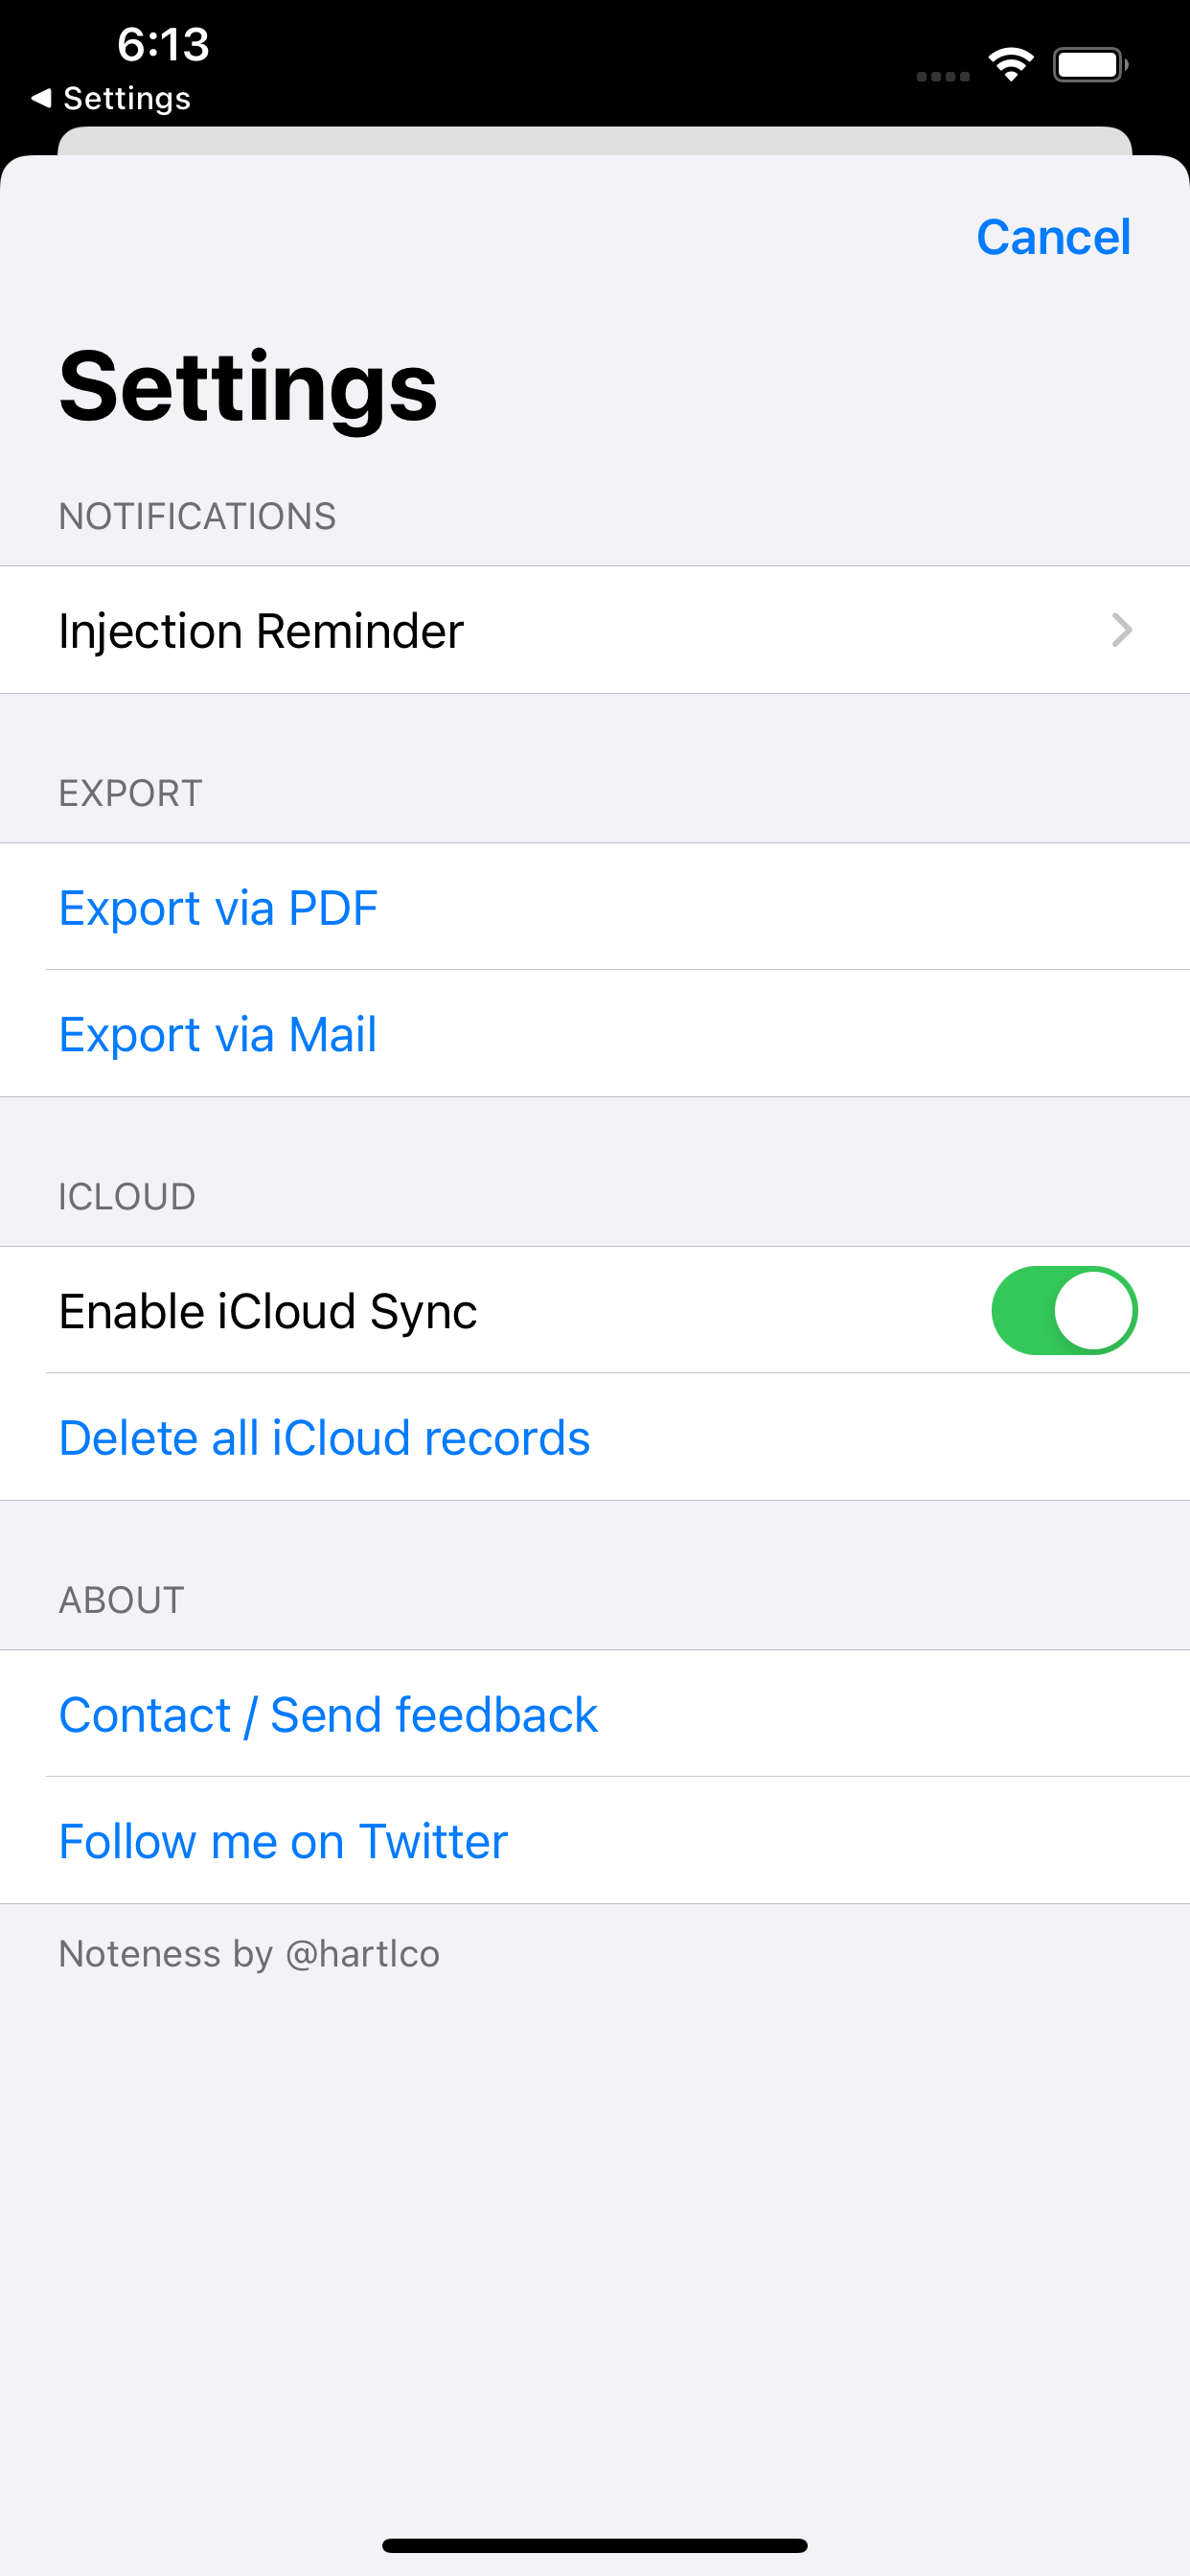 6:13
Settings
Cancel
Settings
NOTIFICATIONS
Injection Reminder
EXPORT
Export via PDF
Export via Mail
ICLOUD
Enable iCloud Sync
Delete all iCloud records
ABOUT
Contact / Send feedback
Follow me on Twitter
Noteness by @hartlco